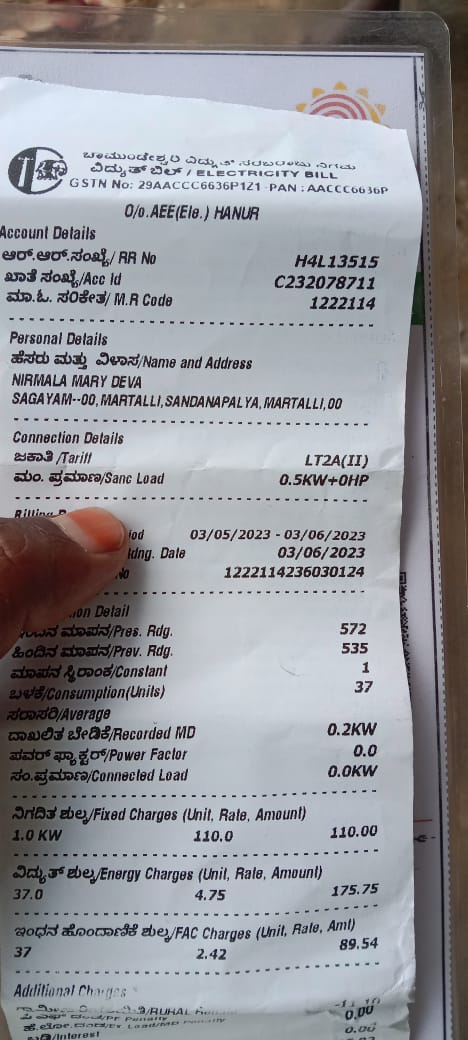 ಚಾಮುಂಡೇಶ್ವರಿ ವಿದ್ಯುತ್ ಸರಬರಾಜು ನಿಗಮ
ವಿದ್ಯುತ್ ಬಿಲ್ / ELECTRICITY BILL
GSTN No: 29AACCC6636P1Z1 -PAN : AACCC6636P
O/o.AEE(Ele.) HANUR
Account Details
ಆರ್.ಆರ್.ಸಂಖ್ಯೆ/ RR No H4L13515
ಖಾತೆ ಸಂಖ್ಯೆ/Acc Id C232078711
ಮಾ.ಓ. ಸಂಕೇತ/ M.R Code 1222114
Personal Details
ಹೆಸರು ಮತ್ತು ವಿಳಾಸ/Name and Address
NIRMALA MARY DEVA
SAGAYAM--00,MARTALLI,SANDANAPALYA,MARTALLI,00
Connection Details
ಜಕಾತಿ /Tariff LT2A(II)
ಮಂ. ಪ್ರಮಾಣ/Sanc Load 0.5KW+0HP
03/05/2023 - 03/06/2023
Date 03/06/2023
No 1222114236030124
Detail
ಮಾಪನ/Pres. Rdg. 572
ಹಿಂದಿನ ಮಾಪನ/Prev. Rdg. 535
ಮಾಪನ ಸ್ಥಿರಾಂಕ/Constant 1
ಬಳಕೆ/Consumption(Units) 37
ಸರಾಸರಿ/Average
ದಾಖಲಿತ ಬೇಡಿಕೆ/Recorded MD 0.2KW
ಪವರ್ ಫ್ಯಾಕ್ಟರ್/Power Factor 0.0
ಸಂ.ಪ್ರಮಾಣ/Connected Load 0.0KW
ನಿಗದಿತ ಶುಲ್ಕ/Fixed Charges (Unit, Rate, Amount)
1.0 KW 110.0 110.00
ವಿದ್ಯುತ್ ಶುಲ್ಕ/Energy Charges (Unit, Rate, Amount)
37.0 4.75 175.75
ಇಂಧನ ಹೊಂದಾಣಿಕೆ ಶುಲ್ಕ/FAC Charges (Unit, Rate, Amt)
37 2.42 89.54
Additional Charges
0.00
0.00
/Interest